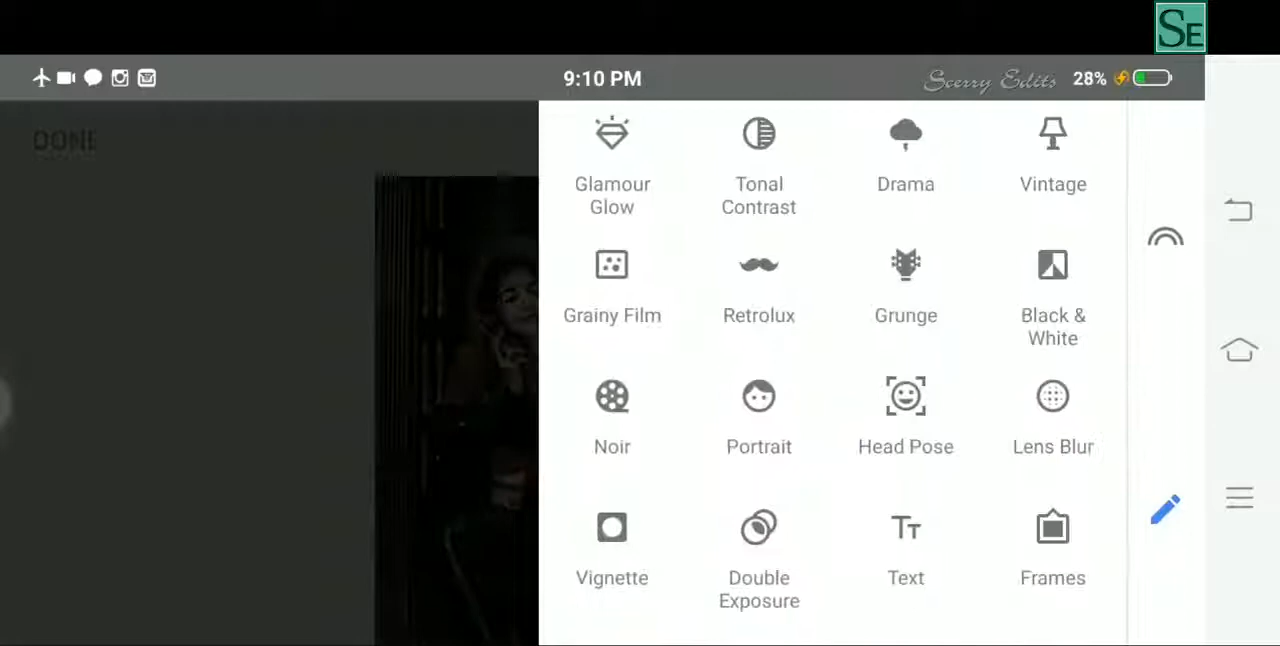 SE
9:10 PM
Scerry Edits
28%
DONE
Glamour
Glow
Tonal
Contrast
Drama
Vintage
Grainy Film
Retrolux
Grunge
Black &
White
Noir
Portrait
Head Pose
Lens Blur
Vignette
Double
Exposure
Text
Frames